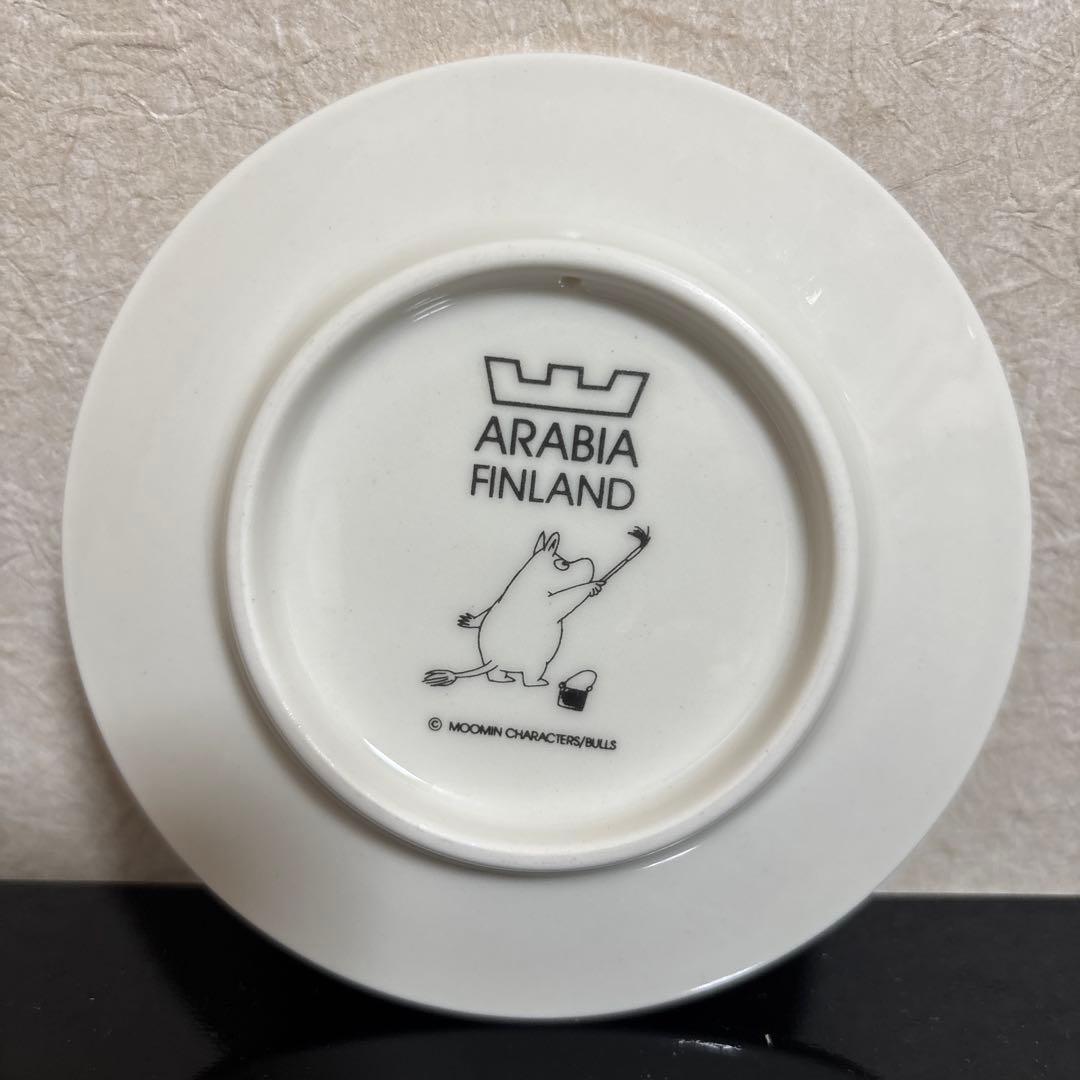 ARABIA
FINLAND
© MOOMIN CHARACTERS/BULLS